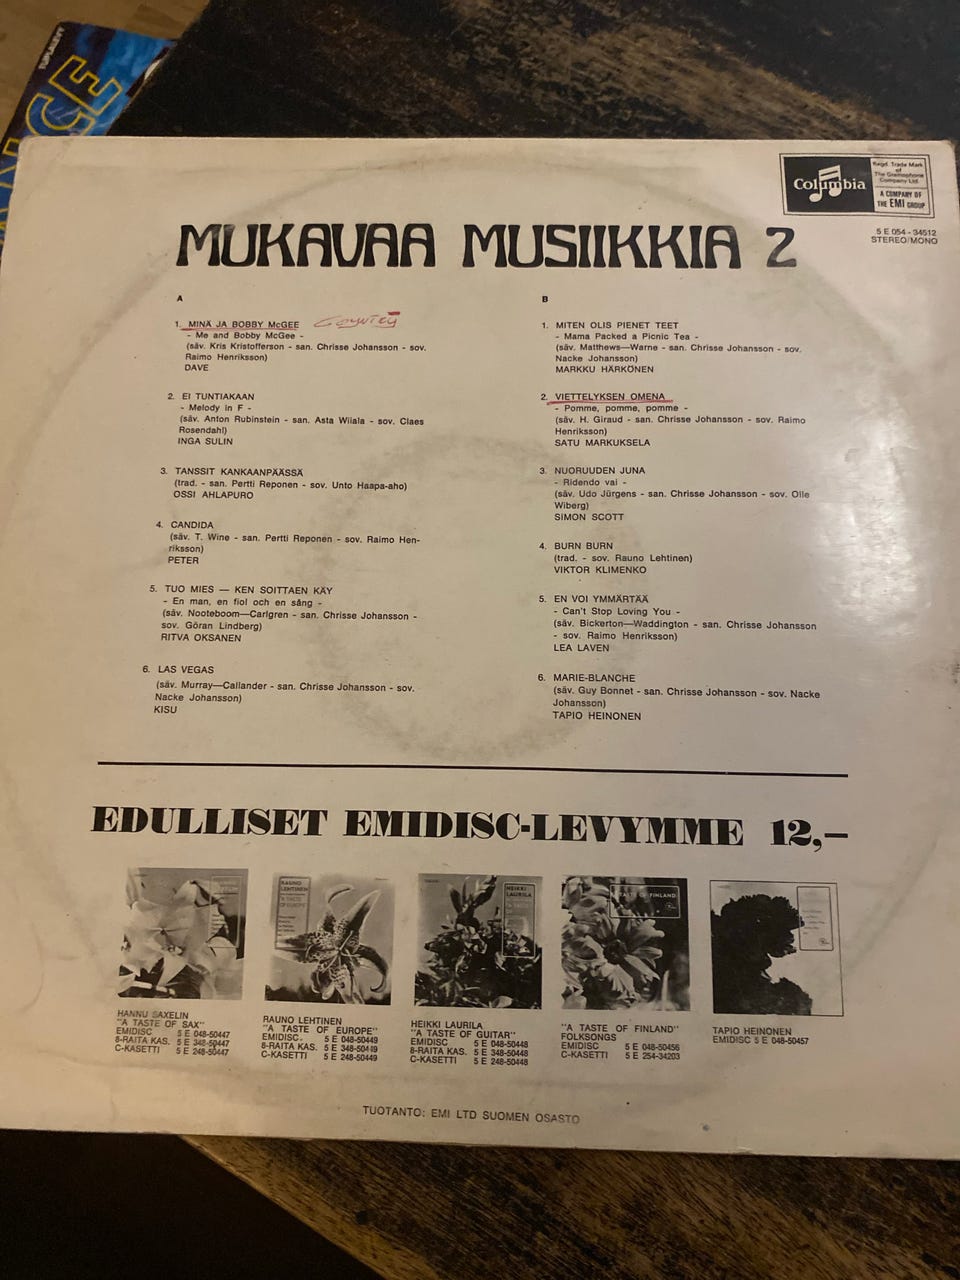 Columbia
Regd. Trade Mark
of
The Gramophone
Company Ltd.
A COMPANY OF
THE EMI GROUP
5 E 054 - 34512
STEREO/MONO
MUKAVAA MUSIIKKIA 2
A
1. MINÄ JA BOBBY McGEE Country
- Me and Bobby McGee -
(säv. Kris Kristofferson - san. Chrisse Johansson - sov.
Raimo Henriksson)
DAVE
2. EI TUNTIAKAAN
- Melody in F -
(säv. Anton Rubinstein - san. Asta Wiiala - sov. Claes
Rosendahl)
INGA SULIN
3. TANSSIT KANKAANPÄÄSSÄ
(trad. - san. Pertti Reponen - sov. Unto Haapa-aho)
OSSI AHLAPURO
4. CANDIDA
(säv. T. Wine - san. Pertti Reponen - sov. Raimo Hen-
riksson)
PETER
5. TUO MIES — KEN SOITTAEN KÄY
- En man, en fiol och en sång -
(säv. Nooteboom—Carlgren - san. Chrisse Johansson -
sov. Göran Lindberg)
RITVA OKSANEN
6. LAS VEGAS
(säv. Murray—Callander - san. Chrisse Johansson - sov.
Nacke Johansson)
KISU
B
1. MITEN OLIS PIENET TEET
- Mama Packed a Picnic Tea -
(säv. Matthews—Warne - san. Chrisse Johansson - sov.
Nacke Johansson)
MARKKU HÄRKÖNEN
2. VIETTELYKSEN OMENA
- Pomme, pomme, pomme -
(säv. H. Giraud - san. Chrisse Johansson - sov. Raimo
Henriksson)
SATU MARKUKSELA
3. NUORUUDEN JUNA
- Ridendo vai -
(säv. Udo Jürgens - san. Chrisse Johansson - sov. Olle
Wiberg)
SIMON SCOTT
4. BURN BURN
(trad. - sov. Rauno Lehtinen)
VIKTOR KLIMENKO
5. EN VOI YMMÄRTÄÄ
- Can't Stop Loving You -
(säv. Bickerton—Waddington - san. Chrisse Johansson
- sov. Raimo Henriksson)
LEA LAVEN
6. MARIE-BLANCHE
(säv. Guy Bonnet - san. Chrisse Johansson - sov. Nacke
Johansson)
TAPIO HEINONEN
EDULLISET EMIDISC-LEVYMME 12,—
RAUNO
LEHTINEN
"A TASTE
OF EUROPE"
HEIKKI
LAURILA
A TASTE OF FINLAND
HANNU SAXELIN
"A TASTE OF SAX"
EMIDISC 5 E 048-50447
8-RAITA KAS. 5 E 348-50447
C-KASETTI 5 E 248-50447
RAUNO LEHTINEN
"A TASTE OF EUROPE"
EMIDISC. 5 E 048-50449
8-RAITA KAS. 5 E 348-50449
C-KASETTI 5 E 248-50449
HEIKKI LAURILA
"A TASTE OF GUITAR"
EMIDISC 5 E 048-50448
8-RAITA KAS. 5 E 348-50448
C-KASETTI 5 E 248-50448
"A TASTE OF FINLAND"
FOLKSONGS
EMIDISC 5 E 048-50456
C-KASETTI 5 E 254-34203
TAPIO HEINONEN
EMIDISC 5 E 048-50457
TUOTANTO: EMI LTD SUOMEN OSASTO